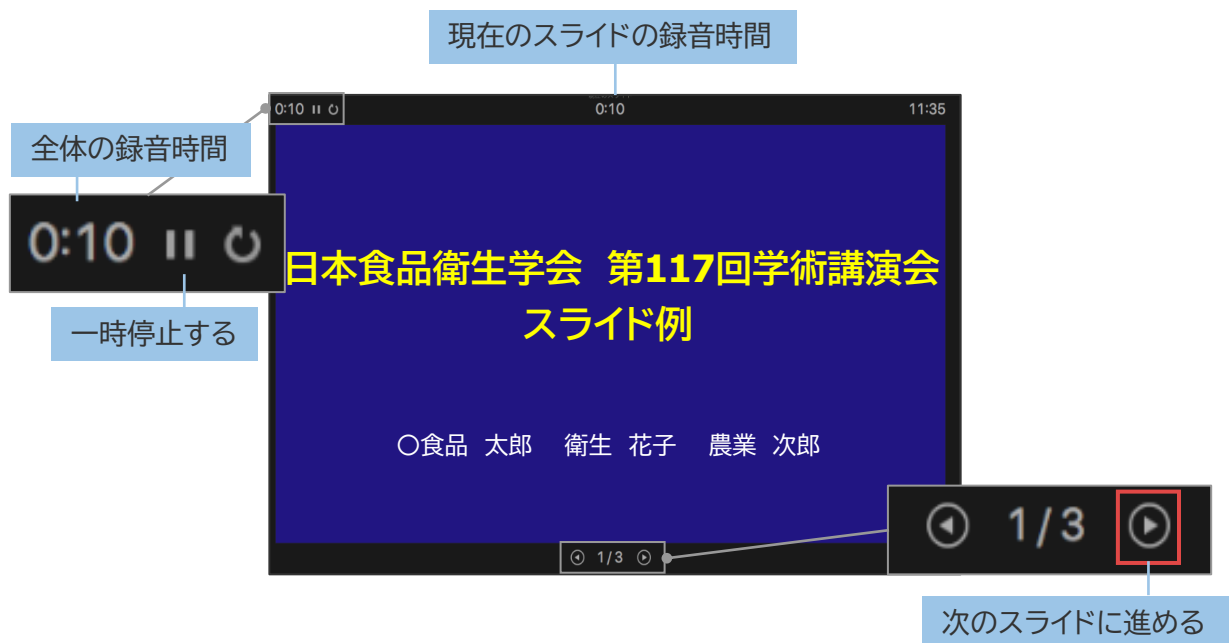 現在のスライドの録音時間
0:10
0:10
11:35
全体の録音時間
0:10
一時停止する
日本食品衛生学会 第117回学術講演会
スライド例
〇食品 太郎 衛生 花子 農業 次郎
1/3
1/3
次のスライドに進める